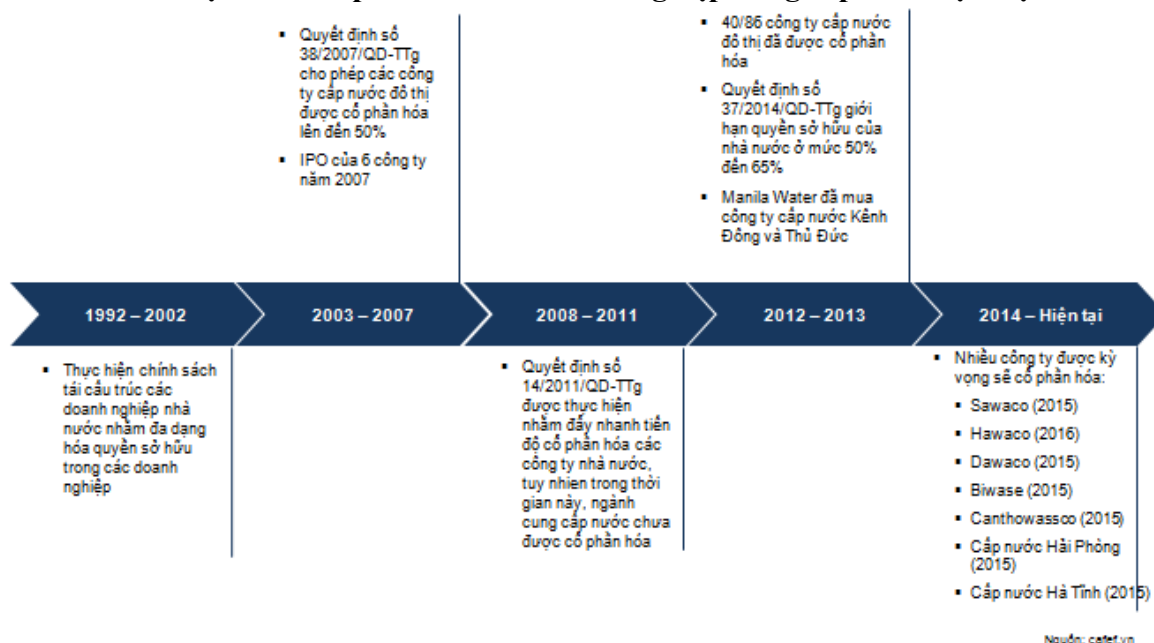 ▪ Quyết định số
38/2007/QD-TTg
cho phép các công
ty cấp nước đô thị
được cổ phần hóa
lên đến 50%
▪ IPO của 6 công ty
năm 2007
▪ 40/86 công ty cấp nước
đô thị đã được cổ phần
hóa
▪ Quyết định số
37/2014/QD-TTg giới
hạn quyền sở hữu của
nhà nước ở mức 50%
đến 65%
▪ Manila Water đã mua
công ty cấp nước Kênh
Đông và Thủ Đức
1992 – 2002
2003 – 2007
2008 – 2011
2012 – 2013
2014 – Hiện tại
▪ Thực hiện chính sách
tái cấu trúc các
doanh nghiệp nhà
nước nhằm đa dạng
hóa quyền sở hữu
trong các doanh
nghiệp
▪ Quyết định số
14/2011/QD-TTg
được thực hiện
nhằm đẩy nhanh tiến
độ cổ phần hóa các
công ty nhà nước,
tuy nhien trong thời
gian này, ngành
cung cấp nước chưa
được cổ phần hóa
▪ Nhiều công ty được kỳ
vọng sẽ cổ phần hóa:
▪ Sawaco (2015)
▪ Hawaco (2016)
▪ Dawaco (2015)
▪ Biwase (2015)
▪ Canthowassco (2015)
▪ Cấp nước Hải Phòng
(2015)
▪ Cấp nước Hà Tĩnh (2015)
Nguồn: cafef.vn